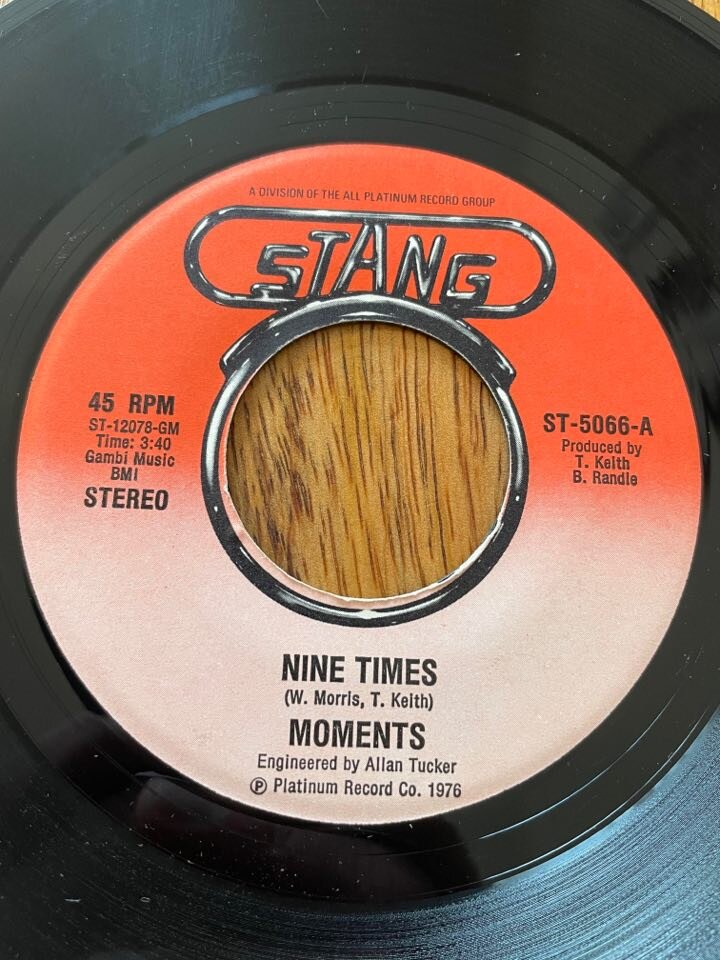 A DIVISION OF THE ALL PLATINUM RECORD GROUP
STANG
45 RPM
ST-12078-GM
Time: 3:40
Gambi Music
BMI
STEREO
ST-5066-A
Produced by
T. Keith
B. Randle
NINE TIMES
(W. Morris, T. Keith)
MOMENTS
Engineered by Allan Tucker
℗ Platinum Record Co. 1976